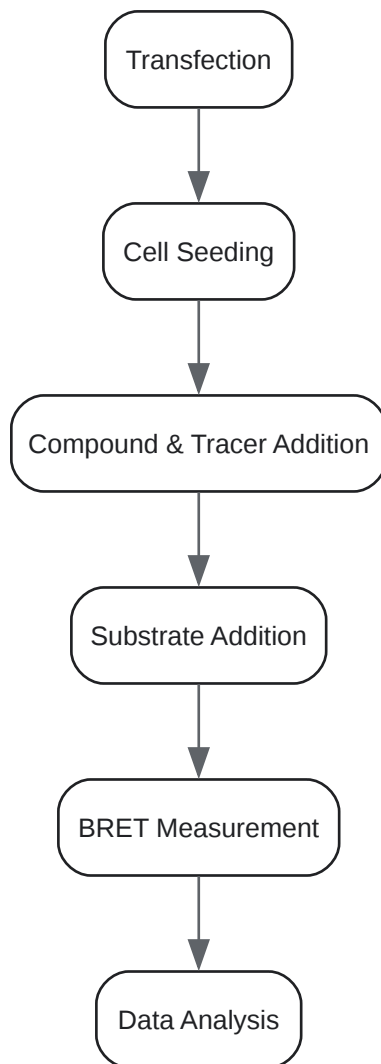 Transfection
Cell Seeding
Compound & Tracer Addition
Substrate Addition
BRET Measurement
Data Analysis